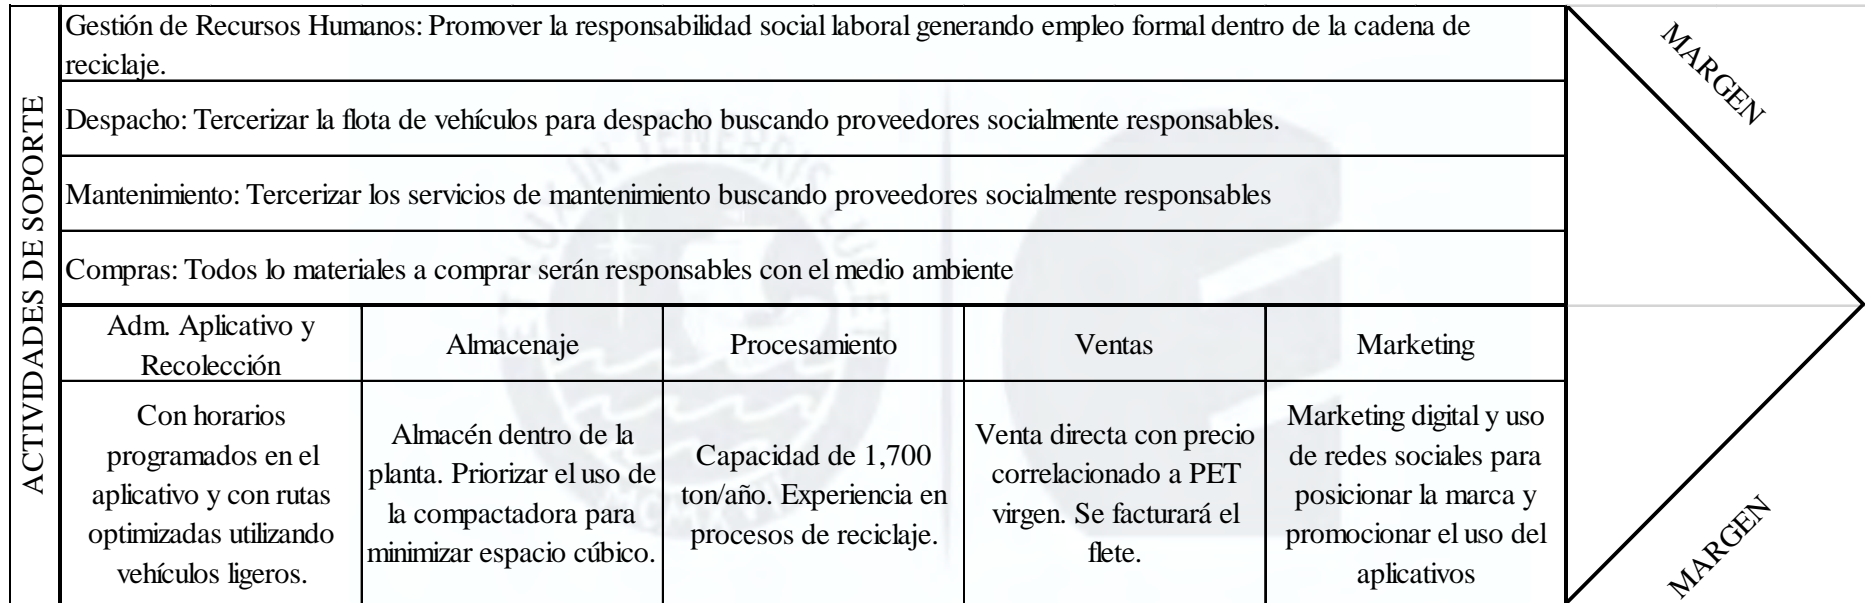 ACTIVIDADES DE SOPORTE
Gestión de Recursos Humanos: Promover la responsabilidad social laboral generando empleo formal dentro de la cadena de
reciclaje.
Despacho: Tercerizar la flota de vehículos para despacho buscando proveedores socialmente responsables.
Mantenimiento: Tercerizar los servicios de mantenimiento buscando proveedores socialmente responsables
Compras: Todos lo materiales a comprar serán responsables con el medio ambiente
Adm. Aplicativo y
Recolección
Almacenaje
Procesamiento
Ventas
Marketing
Con horarios
programados en el
aplicativo y con rutas
optimizadas utilizando
vehículos ligeros.
Almacén dentro de la
planta. Priorizar el uso de
la compactadora para
minimizar espacio cúbico.
Capacidad de 1,700
ton/año. Experiencia en
procesos de reciclaje.
Venta directa con precio
correlacionado a PET
virgen. Se facturará el
flete.
Marketing digital y uso
de redes sociales para
posicionar la marca y
promocionar el uso del
aplicativos
MARGEN
MARGEN
ET LUX IN TENEBRIS LUCET